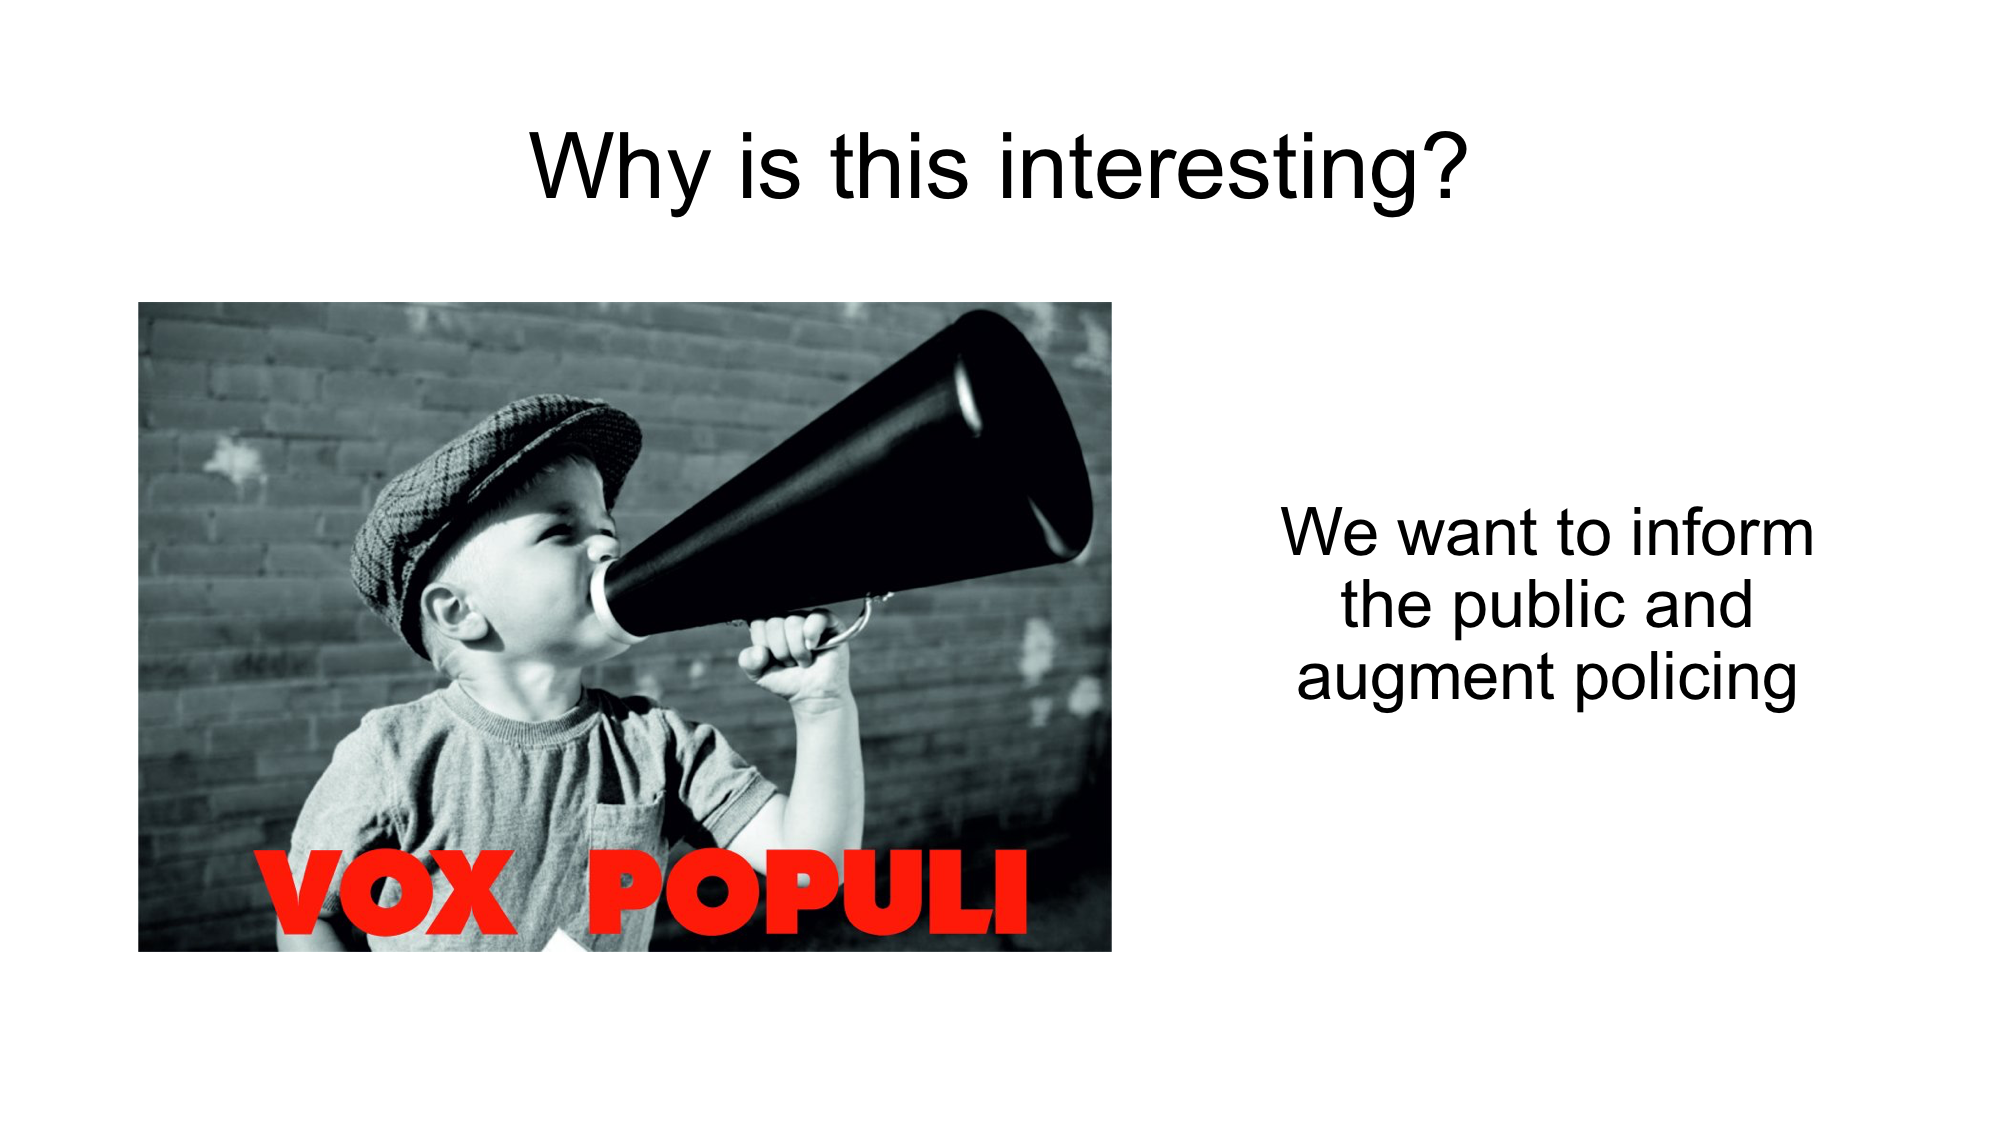 Why is this interesting?
VOX POPULI
We want to inform
the public and
augment policing